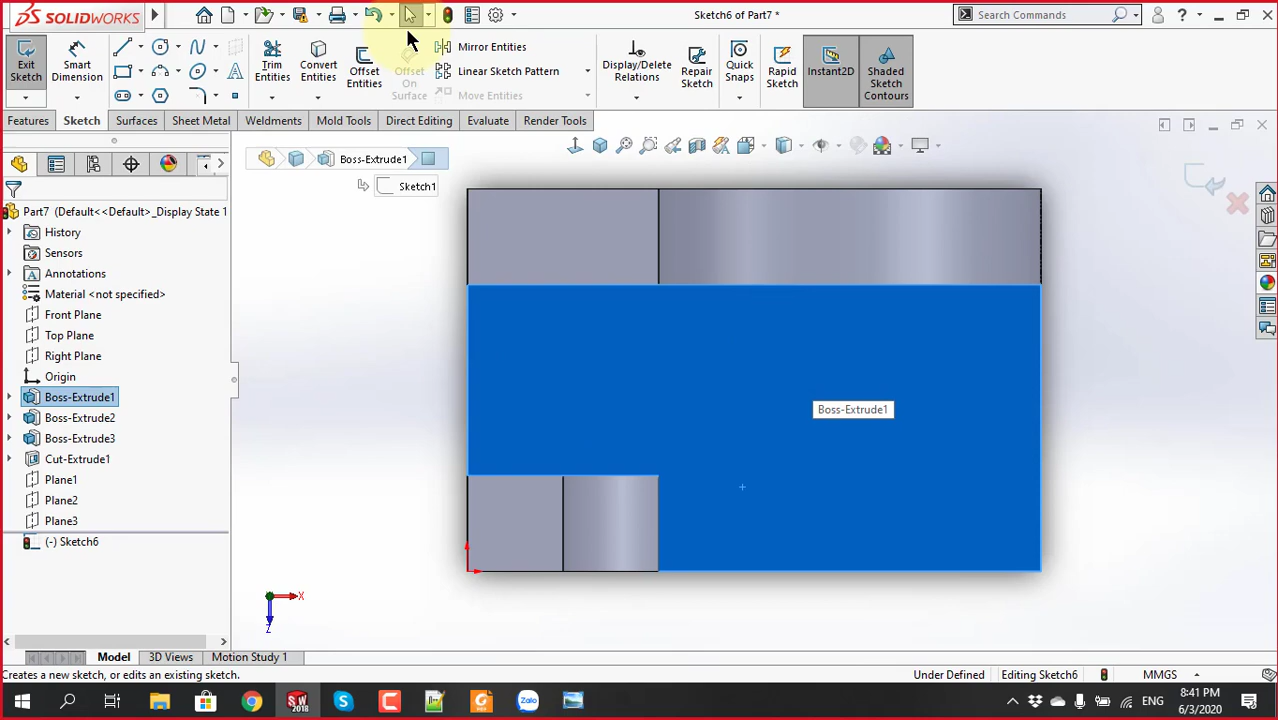 SOLIDWORKS
Sketch6 of Part7 *
Search Commands
Exit Sketch
Smart Dimension
Trim Entities
Convert Entities
Offset Entities
Offset On Surface
Mirror Entities
Linear Sketch Pattern
Move Entities
Display/Delete Relations
Repair Sketch
Quick Snaps
Rapid Sketch
Instant2D
Shaded Sketch Contours
Features
Sketch
Surfaces
Sheet Metal
Weldments
Mold Tools
Direct Editing
Evaluate
Render Tools
Boss-Extrude1
Sketch1
Part7 (Default<<Default>_Display State 1
History
Sensors
Annotations
Material <not specified>
Front Plane
Top Plane
Right Plane
Origin
Boss-Extrude1
Boss-Extrude2
Boss-Extrude3
Cut-Extrude1
Plane1
Plane2
Plane3
(-) Sketch6
Boss-Extrude1
X
Z
Model
3D Views
Motion Study 1
Creates a new sketch, or edits an existing sketch.
Under Defined
Editing Sketch6
MMGS
ENG
8:41 PM
6/3/2020
SW
2018
Zalo